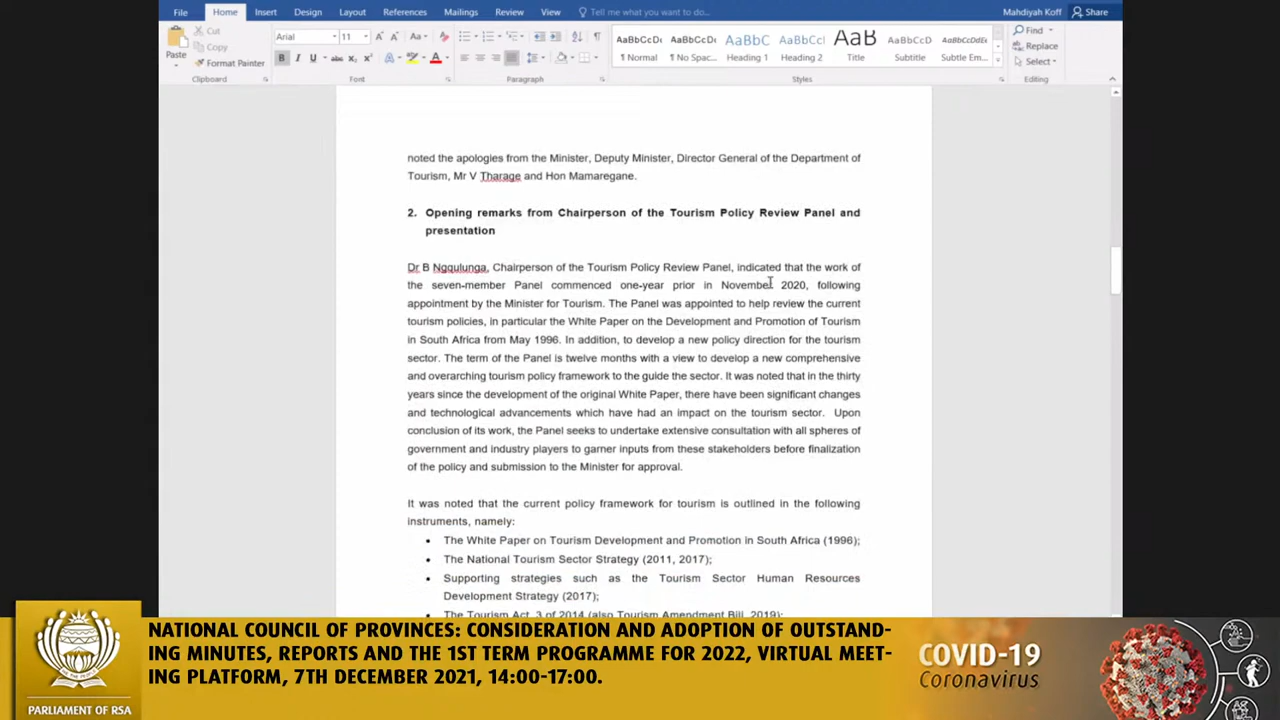 File Home Insert Design Layout References Mailings Review View Tell me what you want to do... Mahdiyah Koff Share
Cut
Copy
Format Painter
Paste
Clipboard
Arial 11
Font
Paragraph
AaBbCcDc AaBbCcDc AaBbC AaBbCc AaB AaBbCcD AaBbCcDdEe
¶ Normal ¶ No Spac... Heading 1 Heading 2 Title Subtitle Subtle Em...
Styles
Find
Replace
Select
Editing
noted the apologies from the Minister, Deputy Minister, Director General of the Department of
Tourism, Mr V Tharage and Hon Mamaregane.
2. Opening remarks from Chairperson of the Tourism Policy Review Panel and
presentation
Dr B Ngqulunga, Chairperson of the Tourism Policy Review Panel, indicated that the work of
the seven-member Panel commenced one-year prior in November 2020, following
appointment by the Minister for Tourism. The Panel was appointed to help review the current
tourism policies, in particular the White Paper on the Development and Promotion of Tourism
in South Africa from May 1996. In addition, to develop a new policy direction for the tourism
sector. The term of the Panel is twelve months with a view to develop a new comprehensive
and overarching tourism policy framework to the guide the sector. It was noted that in the thirty
years since the development of the original White Paper, there have been significant changes
and technological advancements which have had an impact on the tourism sector. Upon
conclusion of its work, the Panel seeks to undertake extensive consultation with all spheres of
government and industry players to garner inputs from these stakeholders before finalization
of the policy and submission to the Minister for approval.
It was noted that the current policy framework for tourism is outlined in the following
instruments, namely:
• The White Paper on Tourism Development and Promotion in South Africa (1996);
• The National Tourism Sector Strategy (2011, 2017);
• Supporting strategies such as the Tourism Sector Human Resources
Development Strategy (2017);
• The Tourism Act, 3 of 2014 (also Tourism Amendment Bill, 2019);
NATIONAL COUNCIL OF PROVINCES: CONSIDERATION AND ADOPTION OF OUTSTAND-
ING MINUTES, REPORTS AND THE 1ST TERM PROGRAMME FOR 2022, VIRTUAL MEET-
ING PLATFORM, 7TH DECEMBER 2021, 14:00-17:00.
PARLIAMENT OF RSA
COVID-19
Coronavirus